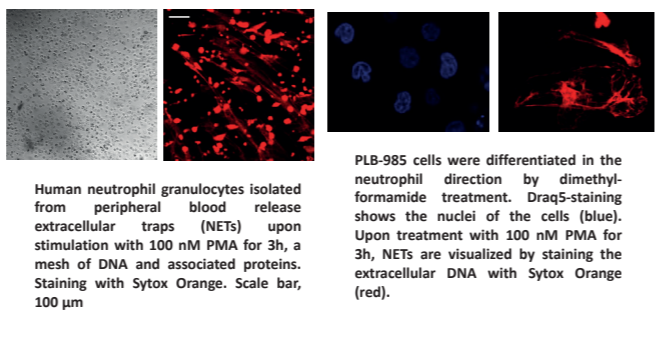 Human neutrophil granulocytes isolated
from peripheral blood release
extracellular traps (NETs) upon
stimulation with 100 nM PMA for 3h, a
mesh of DNA and associated proteins.
Staining with Sytox Orange. Scale bar,
100 µm
PLB-985 cells were differentiated in the
neutrophil direction by dimethyl-
formamide treatment. Draq5-staining
shows the nuclei of the cells (blue).
Upon treatment with 100 nM PMA for
3h, NETs are visualized by staining the
extracellular DNA with Sytox Orange
(red).